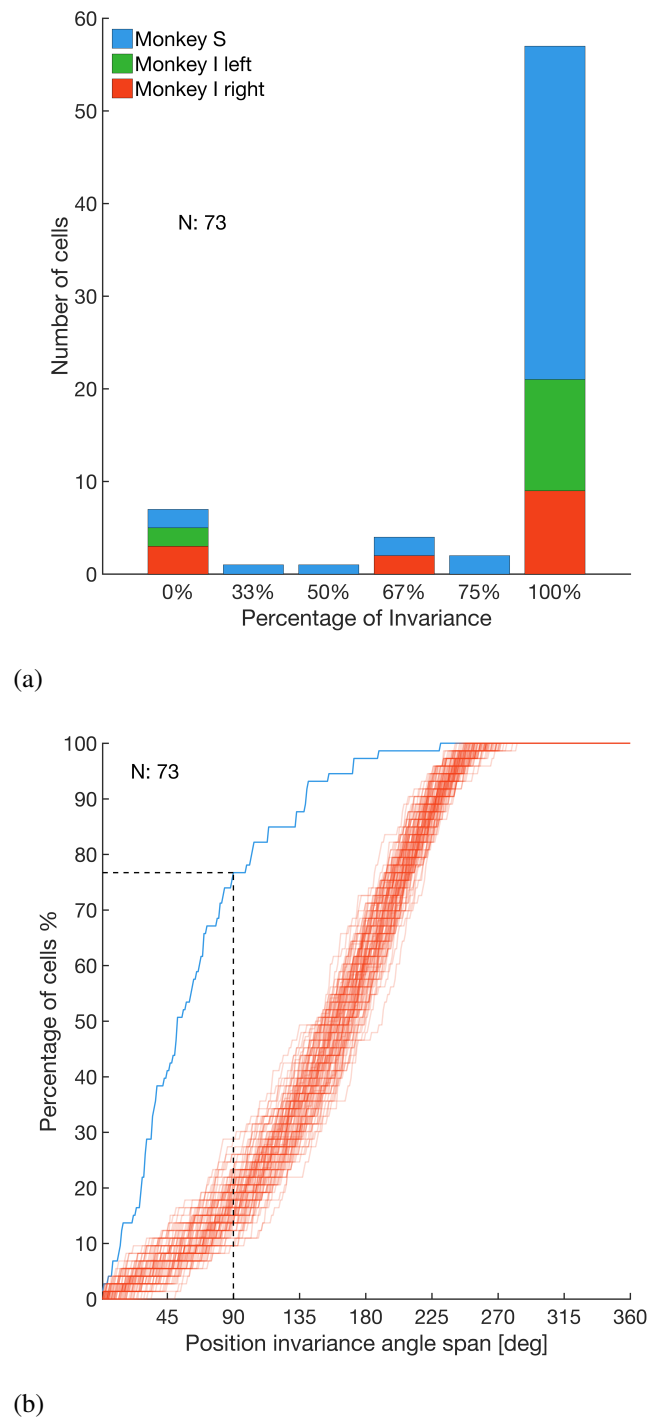 60
50
40
30
20
10
0
Number of cells
Monkey S
Monkey I left
Monkey I right
N: 73
0% 33% 50% 67% 75% 100%
Percentage of Invariance
(a)
100
90
80
70
60
50
40
30
20
10
0
Percentage of cells %
N: 73
45 90 135 180 225 270 315 360
Position invariance angle span [deg]
(b)